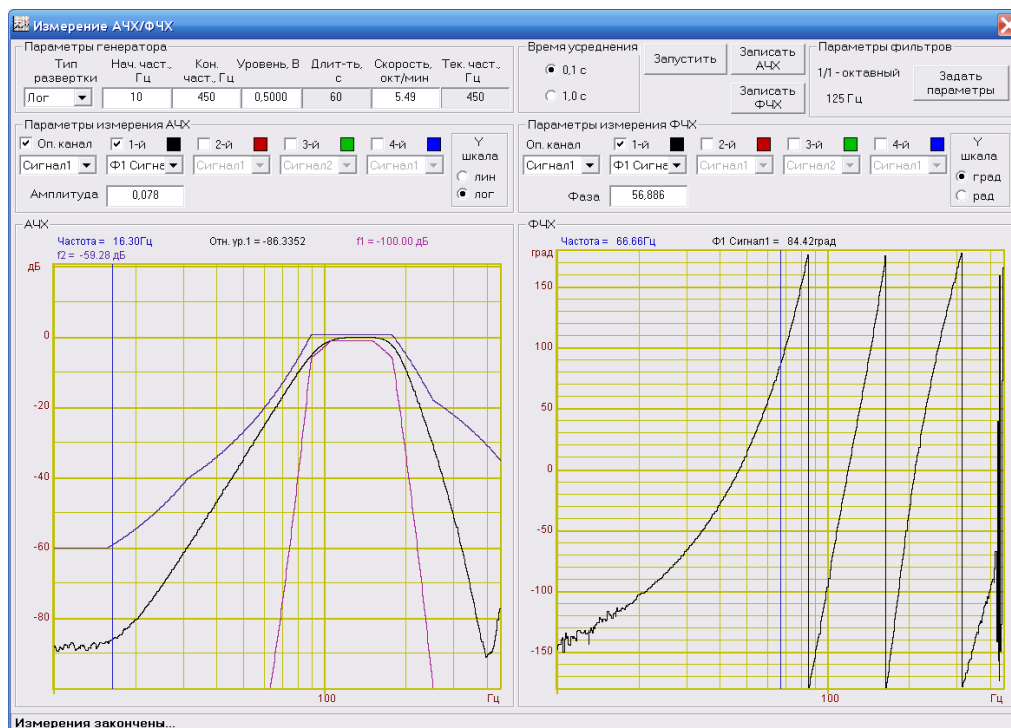 Измерение АЧХ/ФЧХ
Параметры генератора
Тип развертки Нач. част., Гц Кон. част., Гц Уровень, В Длит-ть, с Скорость, окт/мин Тек. част., Гц
Лог 10 450 0,5000 60 5.49 450
Время усреднения
0,1 с
1,0 с
Запустить
Записать АЧХ
Записать ФЧХ
Параметры фильтров
1/1 - октавный
125 Гц
Задать параметры
Параметры измерения АЧХ
Оп. канал 1-й 2-й 3-й 4-й
Сигнал1 Ф1 Сигна Сигнал1 Сигнал2 Сигнал1
Амплитуда 0,078
Y шкала
лин
лог
Параметры измерения ФЧХ
Оп. канал 1-й 2-й 3-й 4-й
Сигнал1 Ф1 Сигна Сигнал1 Сигнал2 Сигнал1
Фаза 56,886
Y шкала
град
рад
АЧХ
Частота = 16.30Гц Отн. ур.1 = -86.3352 f1 = -100.00 дБ
f2 = -59.28 дБ
дБ
0
-20
-40
-60
-80
100 Гц
ФЧХ
Частота = 66.66Гц Ф1 Сигнал1 = 84.42град
град
150
100
50
0
-50
-100
-150
100 Гц
Измерения закончены...